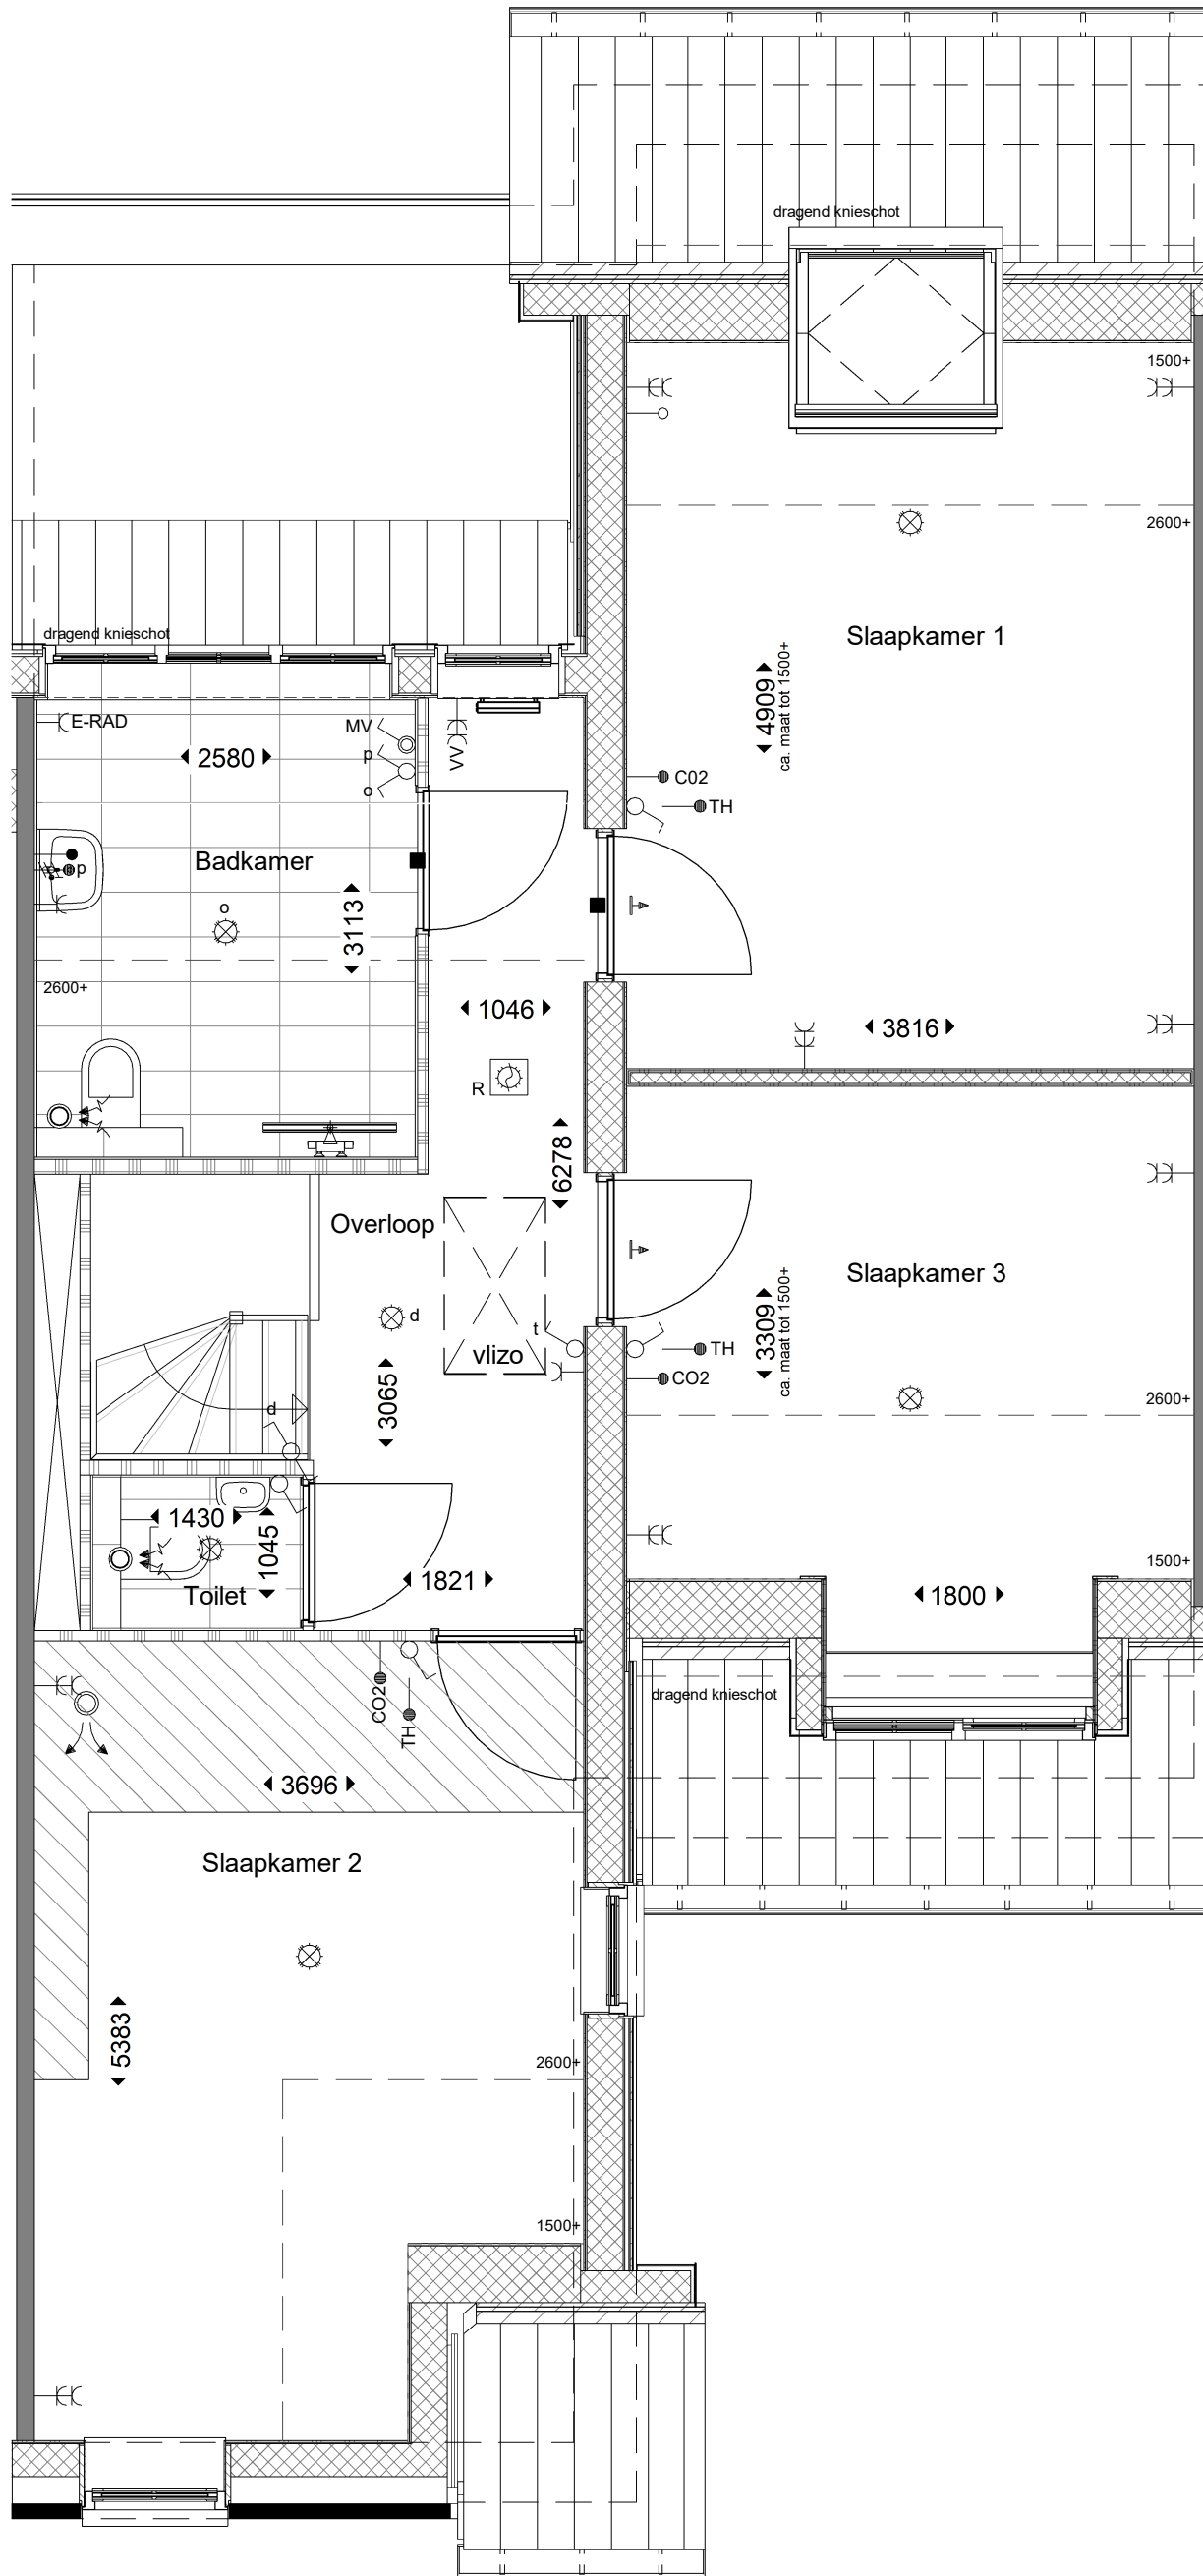 dragend knieschot
1500+
2600+
Slaapkamer 1
4909
ca. maat tot 1500+
dragend knieschot
E-RAD
2580
MV
p
o
VV
C02
TH
Badkamer
p
o
3113
2600+
1046
3816
R
6278
Overloop
Slaapkamer 3
3309
ca. maat tot 1500+
d
t
vlizo
TH
CO2
2600+
3065
d
1430
1045
Toilet
1821
1500+
1800
CO2
TH
dragend knieschot
3696
Slaapkamer 2
5383
2600+
1500+